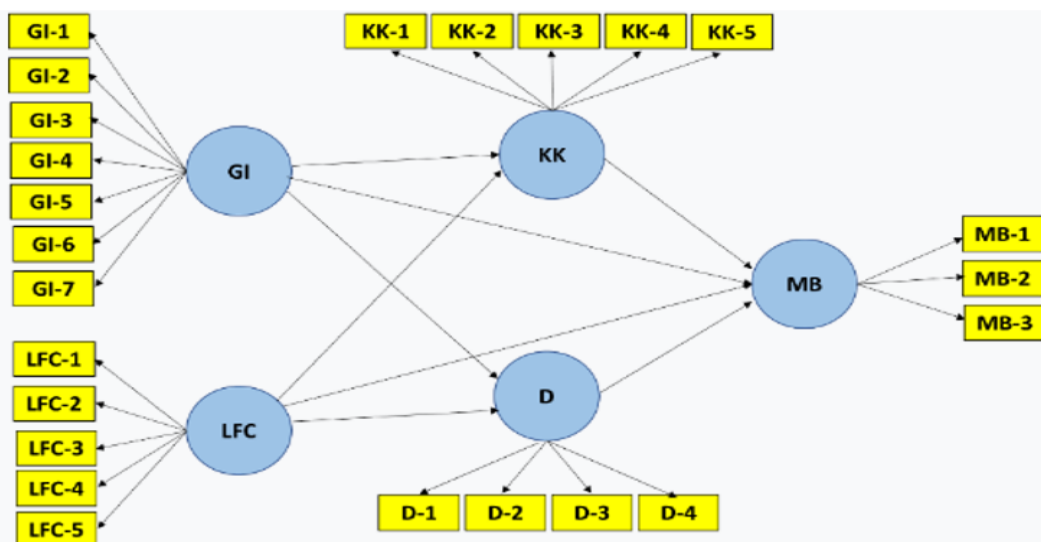 GI-1
GI-2
GI-3
GI-4
GI-5
GI-6
GI-7
KK-1 KK-2 KK-3 KK-4 KK-5
GI
KK
MB
MB-1
MB-2
MB-3
LFC-1
LFC-2
LFC-3
LFC-4
LFC-5
LFC
D
D-1 D-2 D-3 D-4